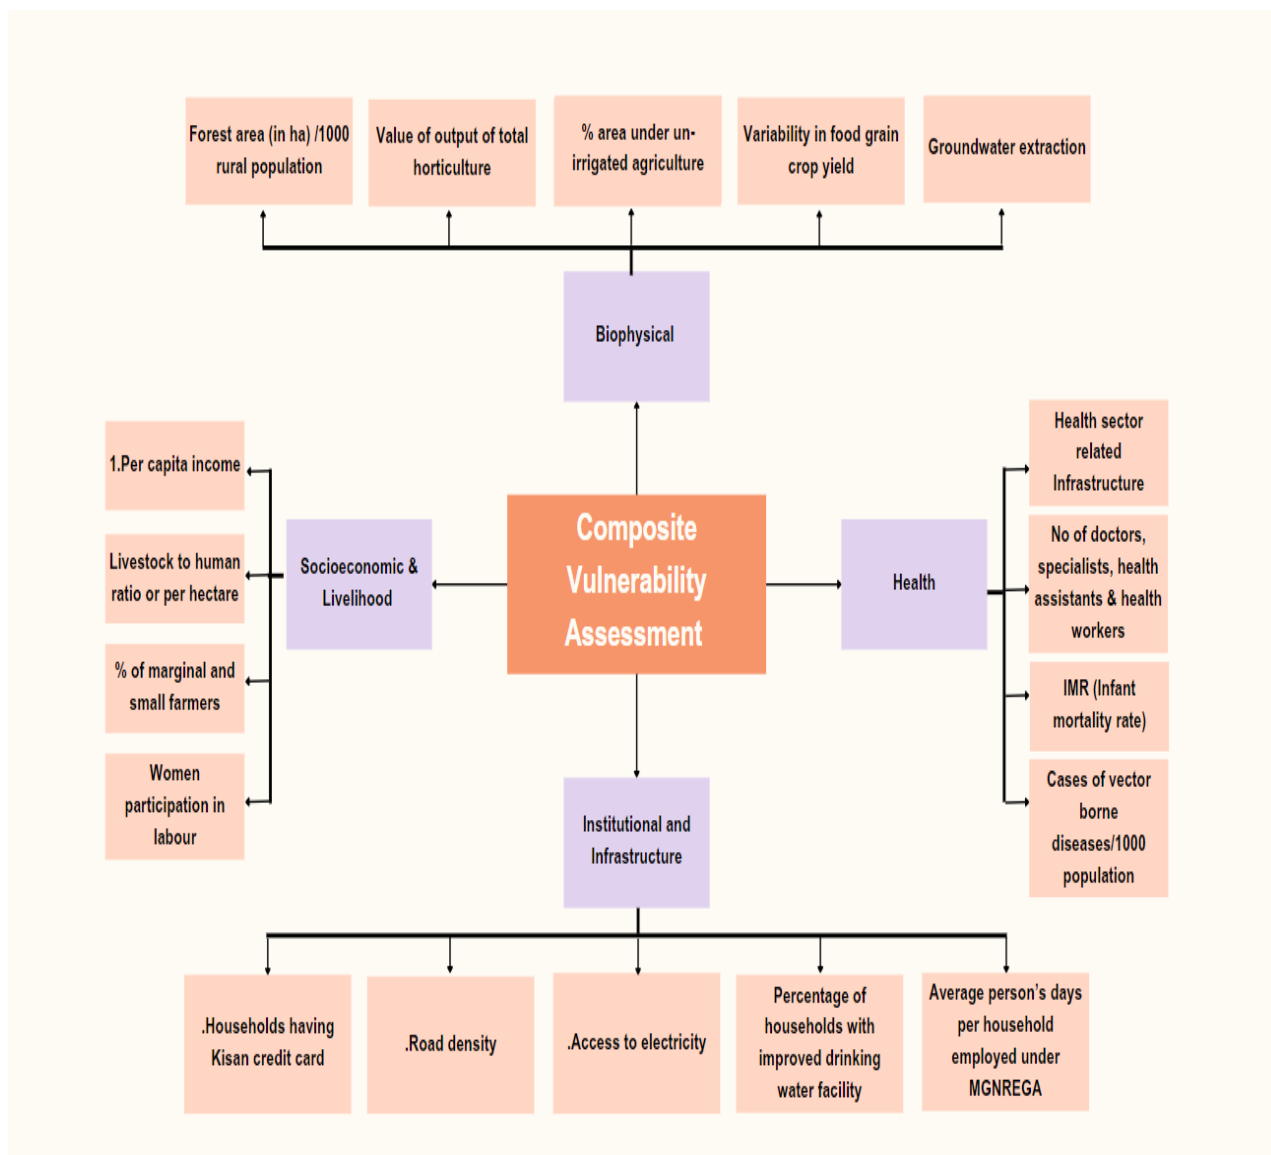 Forest area (in ha) /1000
rural population
Value of output of total
horticulture
% area under un-
irrigated agriculture
Variability in food grain
crop yield
Groundwater extraction
Biophysical
1.Per capita income
Livestock to human
ratio or per hectare
% of marginal and
small farmers
Women
participation in
labour
Socioeconomic &
Livelihood
Composite
Vulnerability
Assessment
Health
Health sector
related
Infrastructure
No of doctors,
specialists, health
assistants & health
workers
IMR (Infant
mortality rate)
Cases of vector
borne
diseases/1000
population
Institutional and
Infrastructure
.Households having
Kisan credit card
.Road density
.Access to electricity
Percentage of
households with
improved drinking
water facility
Average person’s days
per household
employed under
MGNREGA